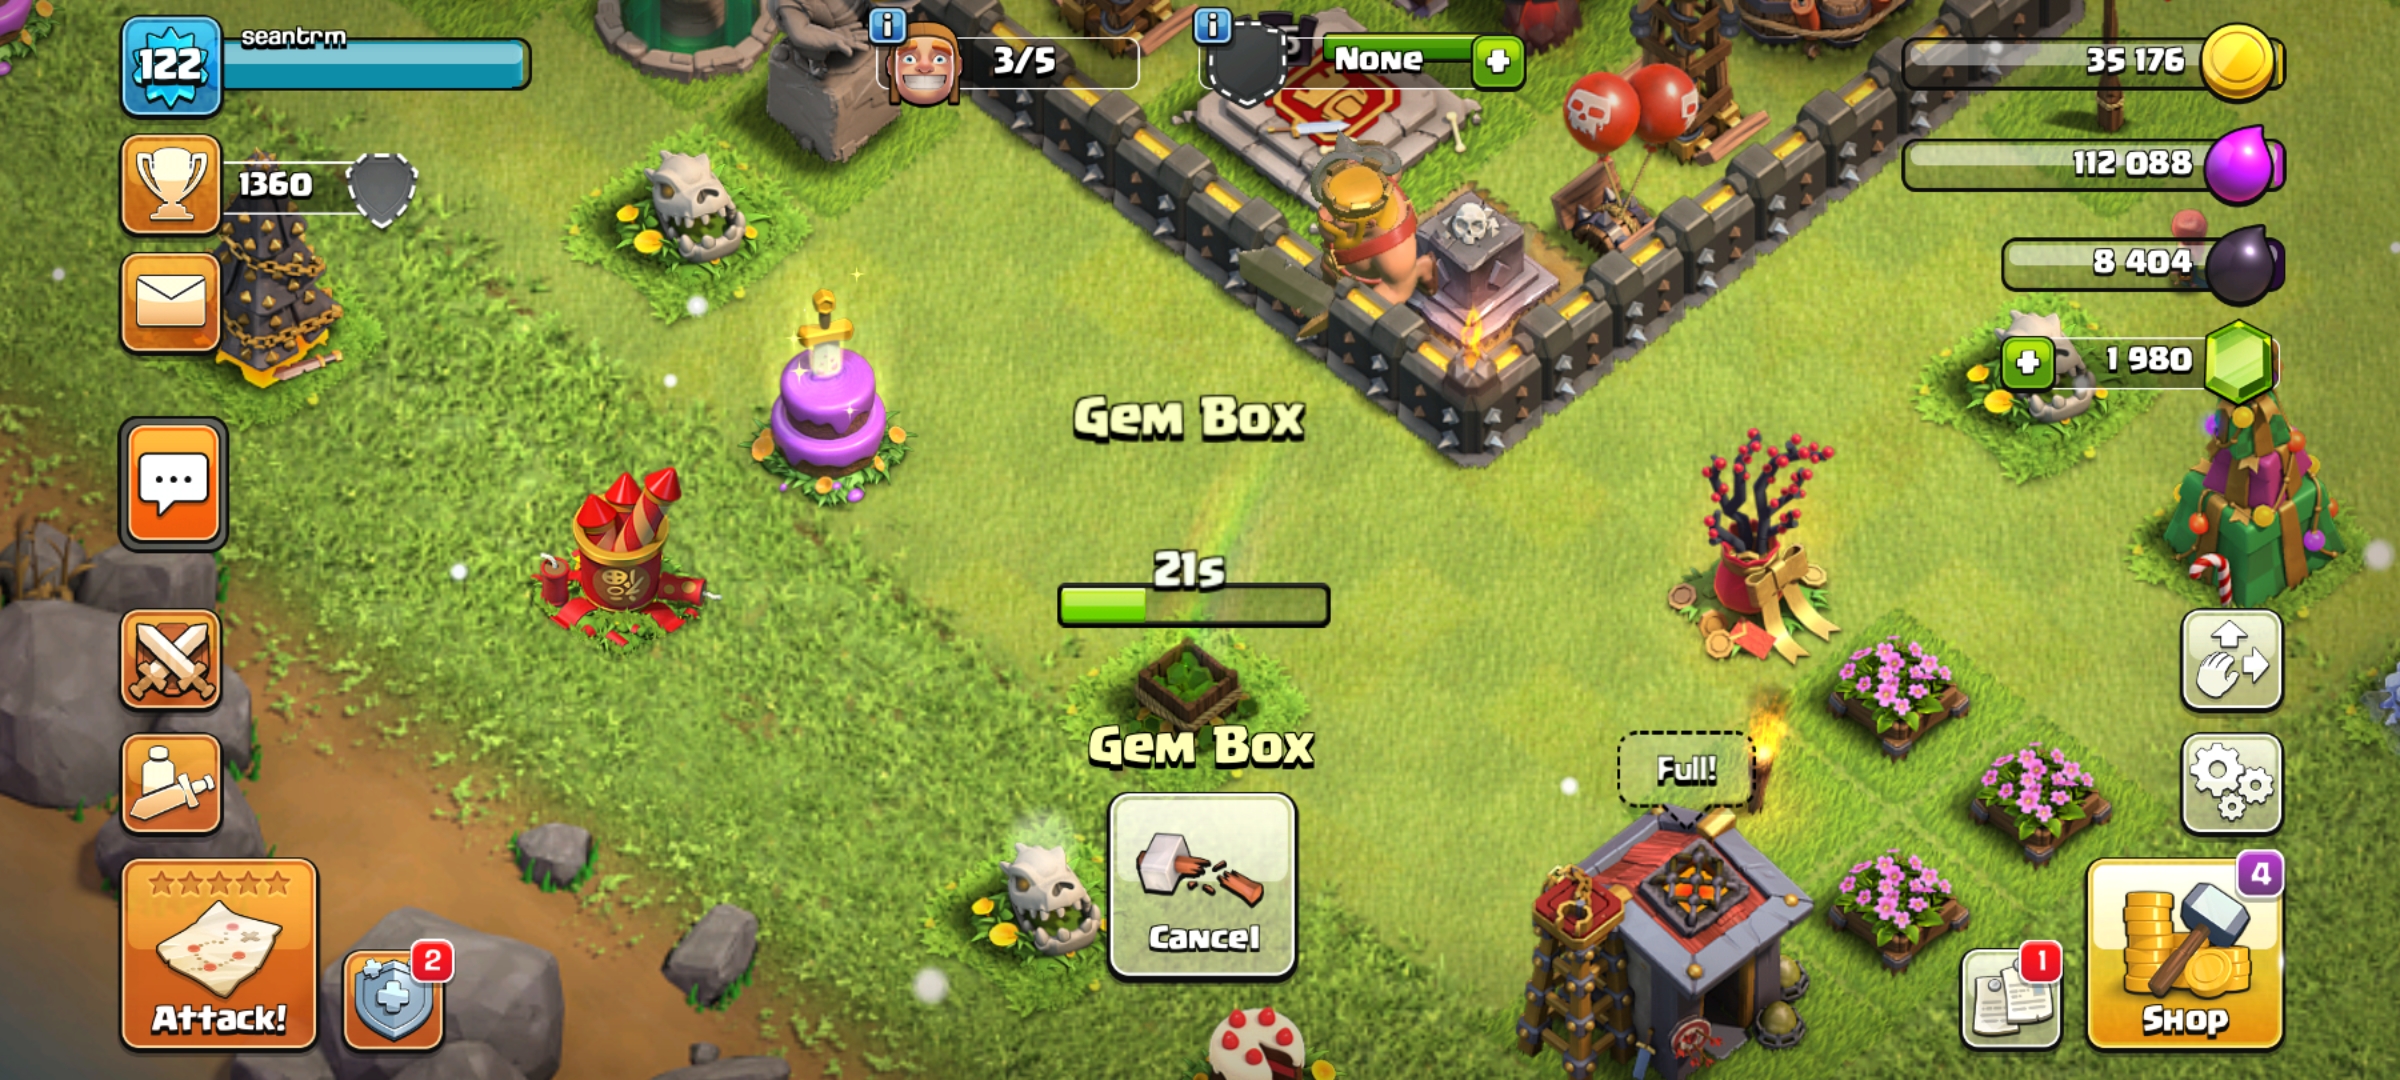 122
seantrm
3/5
None
35 176
1360
112 088
8 404
1 980
Gem Box
21s
Gem Box
Full!
Cancel
Attack!
2
1
4
Shop